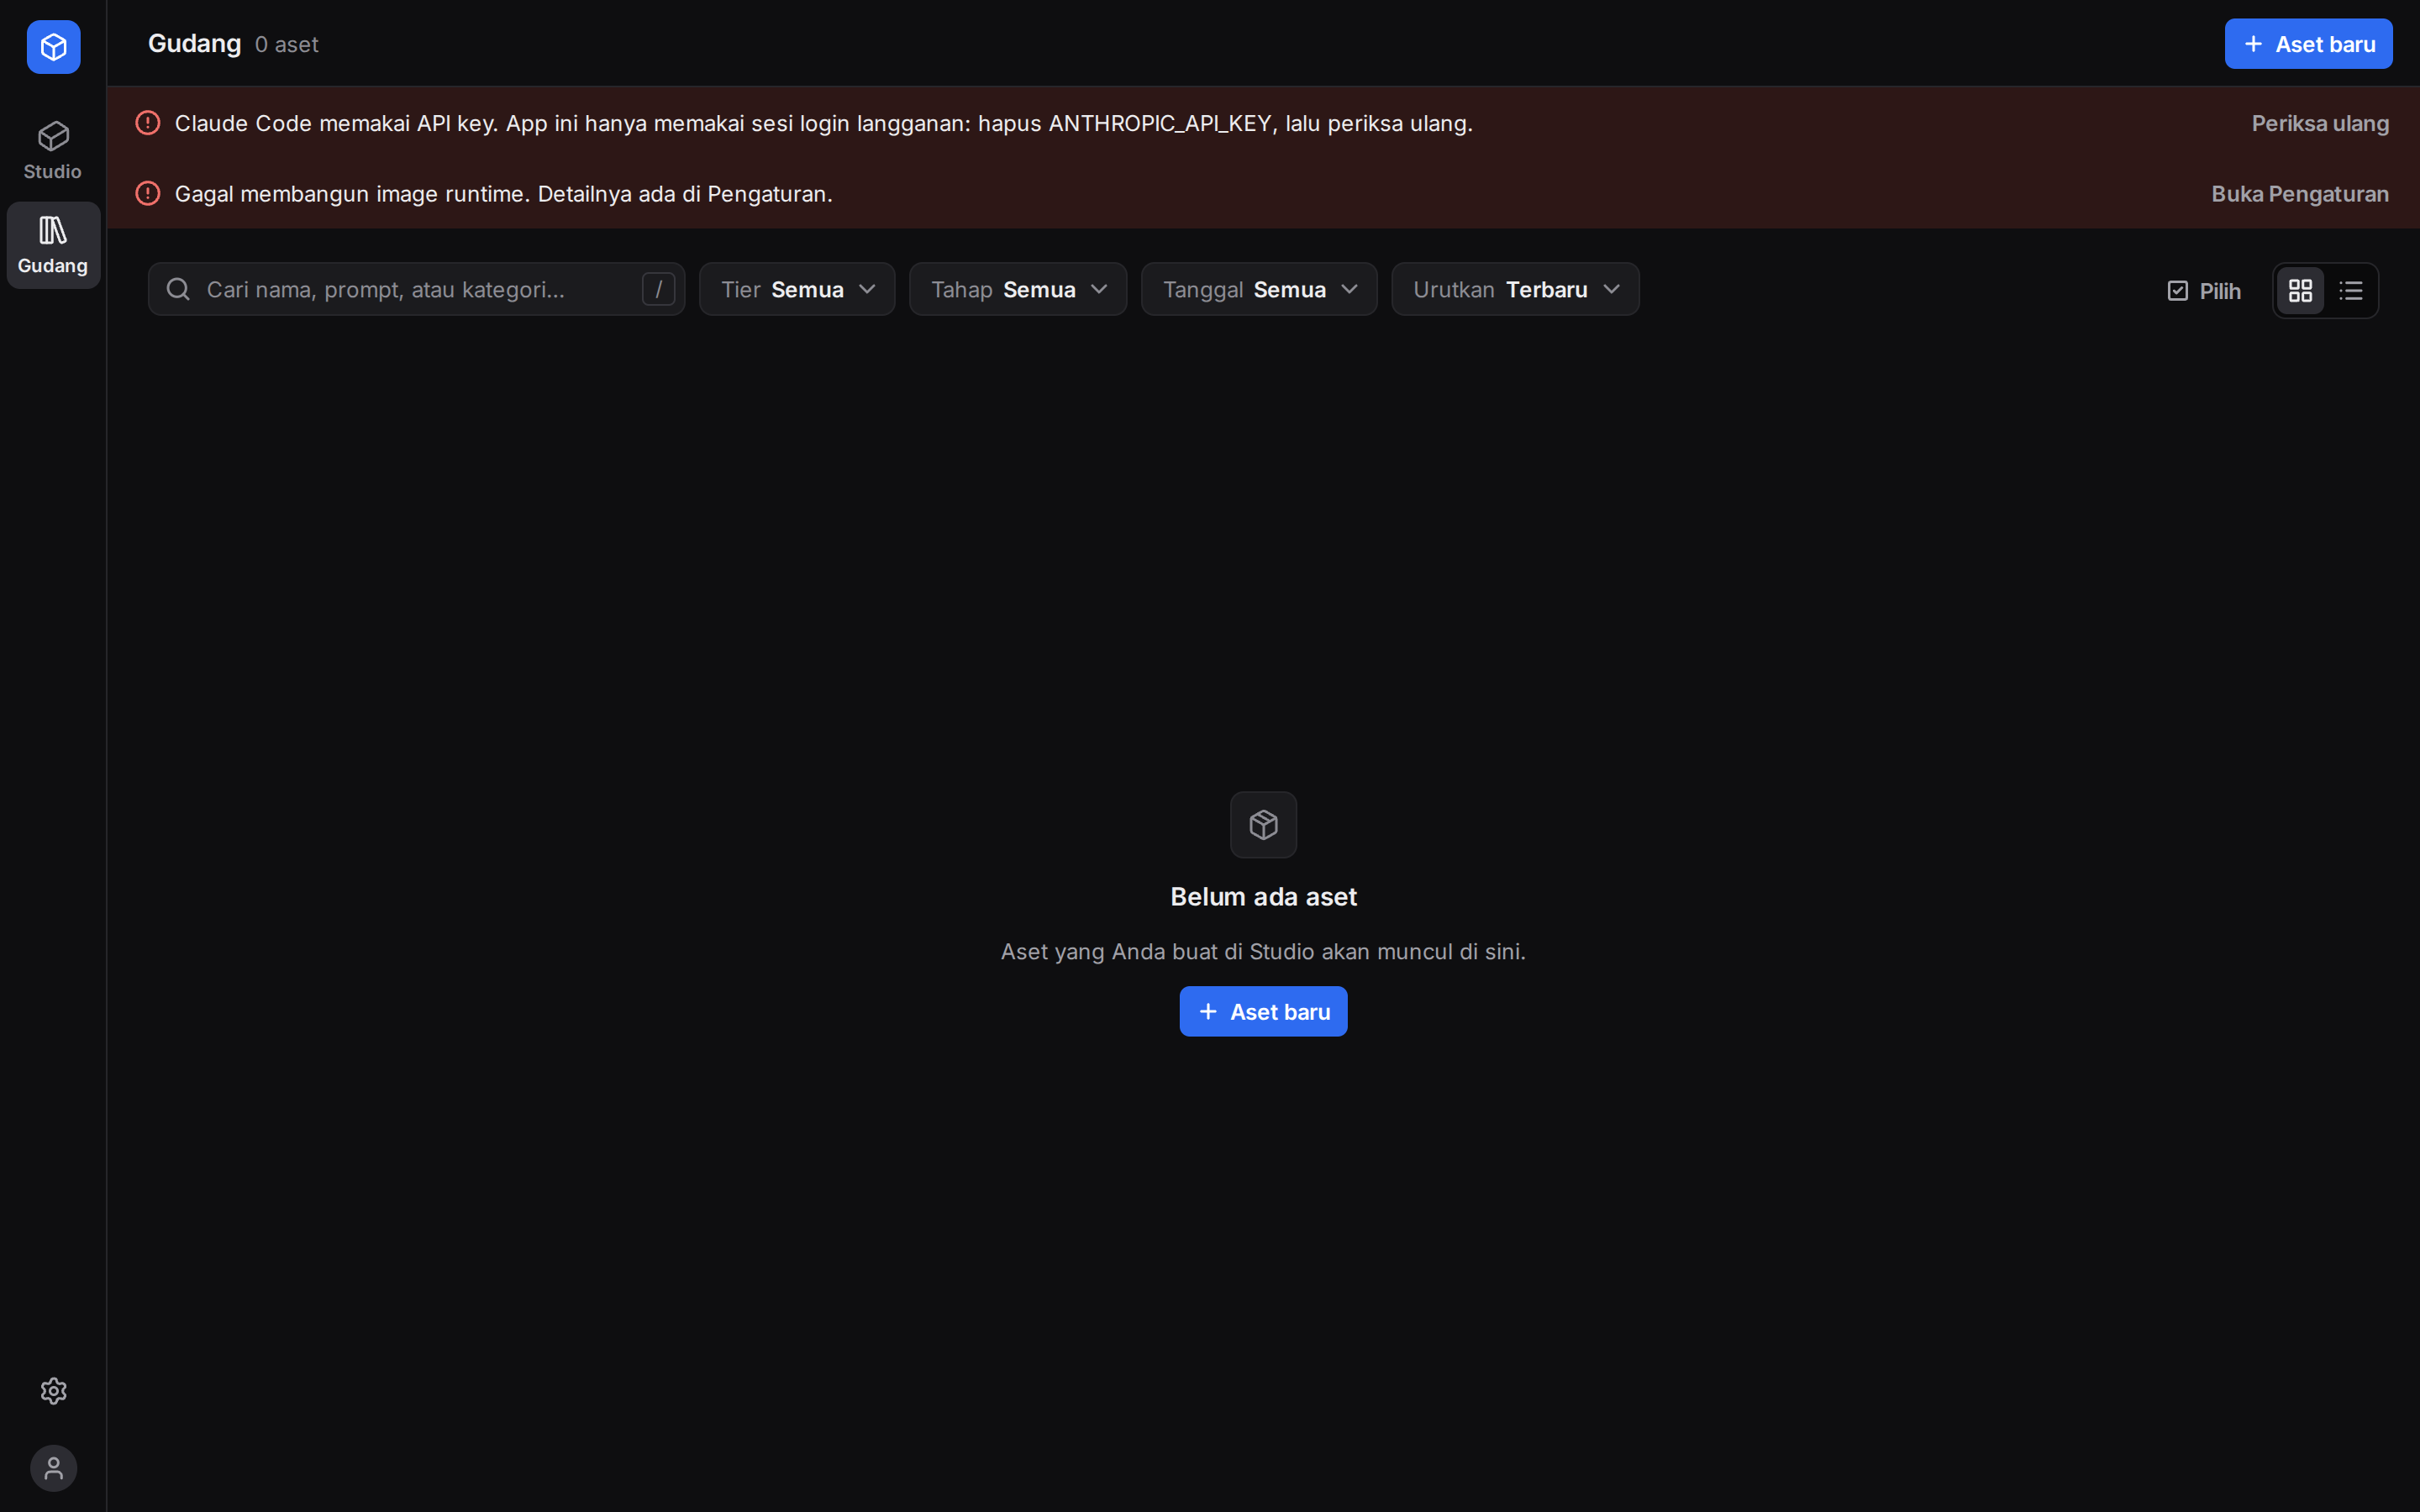 Gudang 0 aset
+ Aset baru
Claude Code memakai API key. App ini hanya memakai sesi login langganan: hapus ANTHROPIC_API_KEY, lalu periksa ulang.
Periksa ulang
Studio
Gagal membangun image runtime. Detailnya ada di Pengaturan.
Buka Pengaturan
Gudang
Cari nama, prompt, atau kategori... /
Tier Semua
Tahap Semua
Tanggal Semua
Urutkan Terbaru
Pilih
Belum ada aset
Aset yang Anda buat di Studio akan muncul di sini.
+ Aset baru